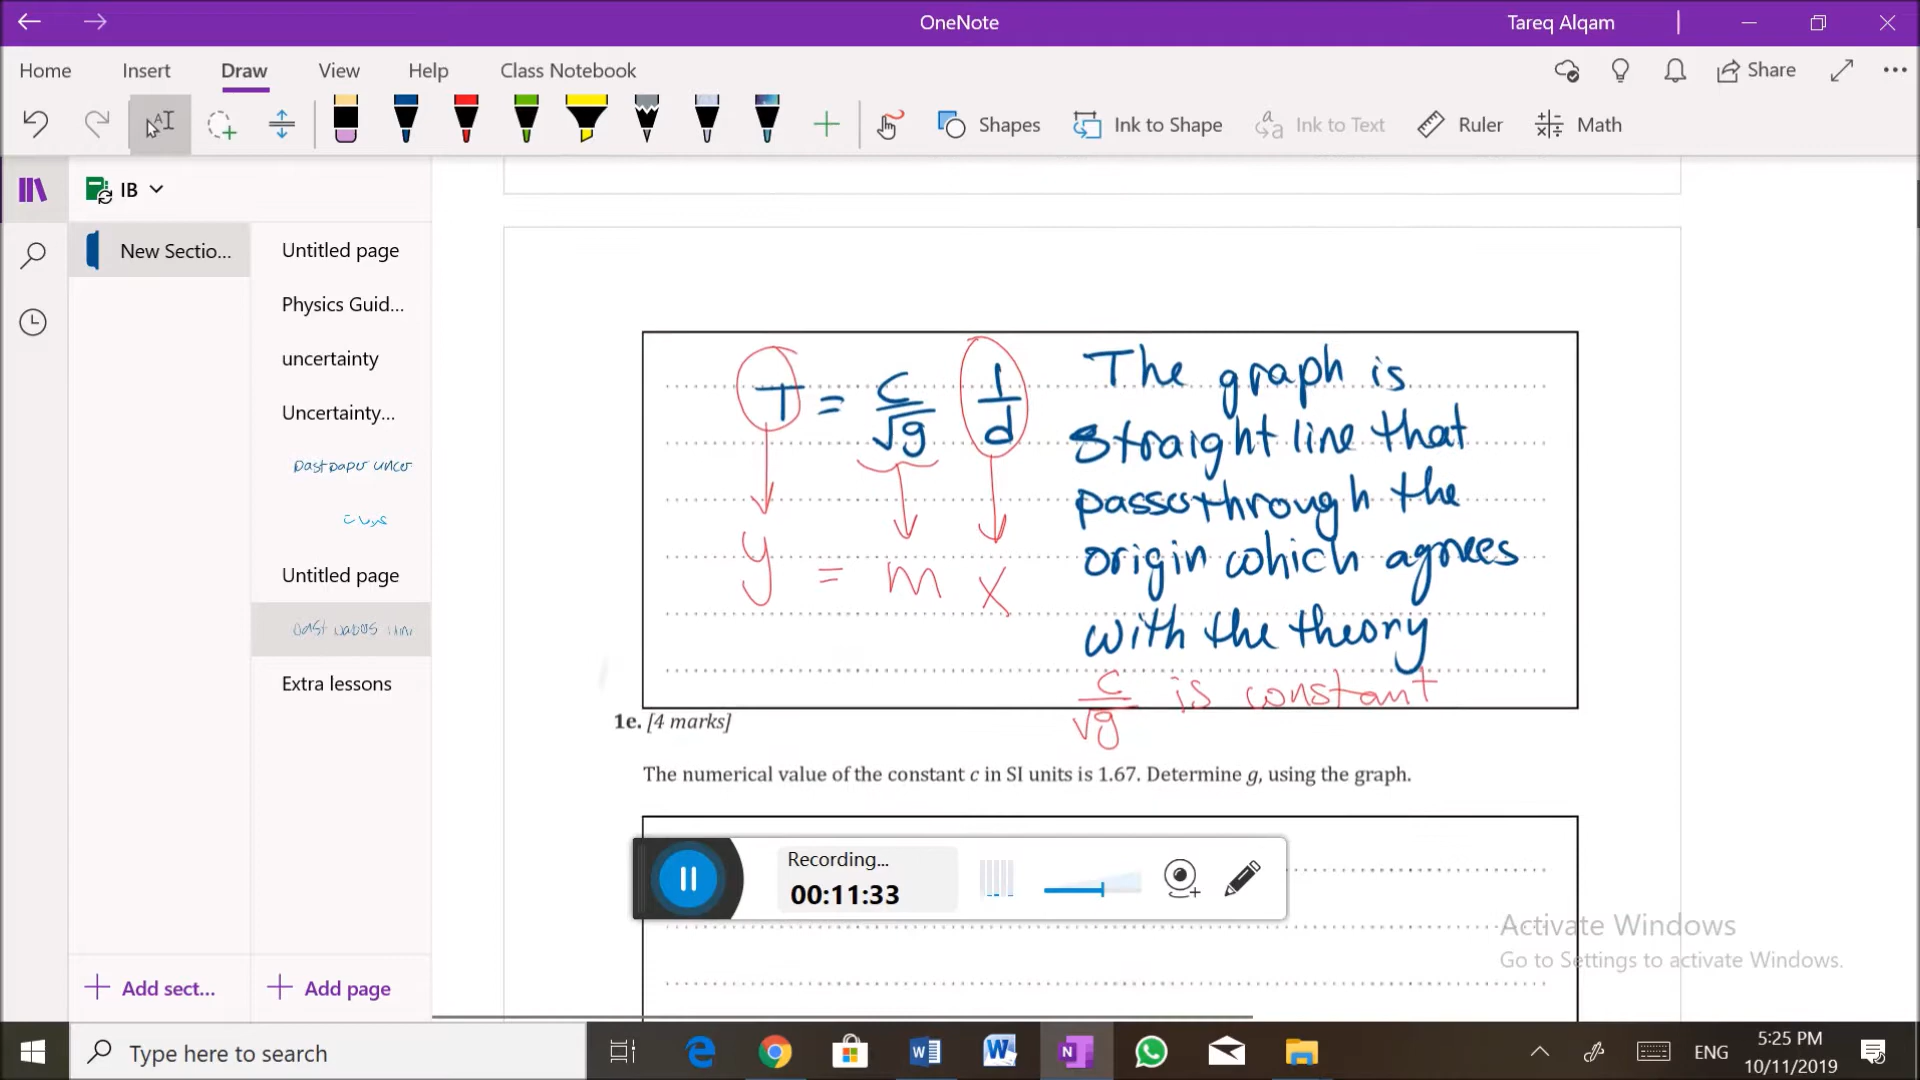 OneNote
Tareq Alqam
Home Insert Draw View Help Class Notebook
Share
Shapes Ink to Shape Ink to Text Ruler Math
IB
New Sectio...
Untitled page
Physics Guid...
uncertainty
Uncertainty...
Past paper uncer
Untitled page
Extra lessons
T = c/√g 1/d
y = m x
The graph is
straight line that
passes through the
origin which agrees
with the theory
c/√g is constant
1e. [4 marks]
The numerical value of the constant c in SI units is 1.67. Determine g, using the graph.
Recording...
00:11:33
Activate Windows
Go to Settings to activate Windows.
Add sect...
Add page
Type here to search
ENG
5:25 PM
10/11/2019